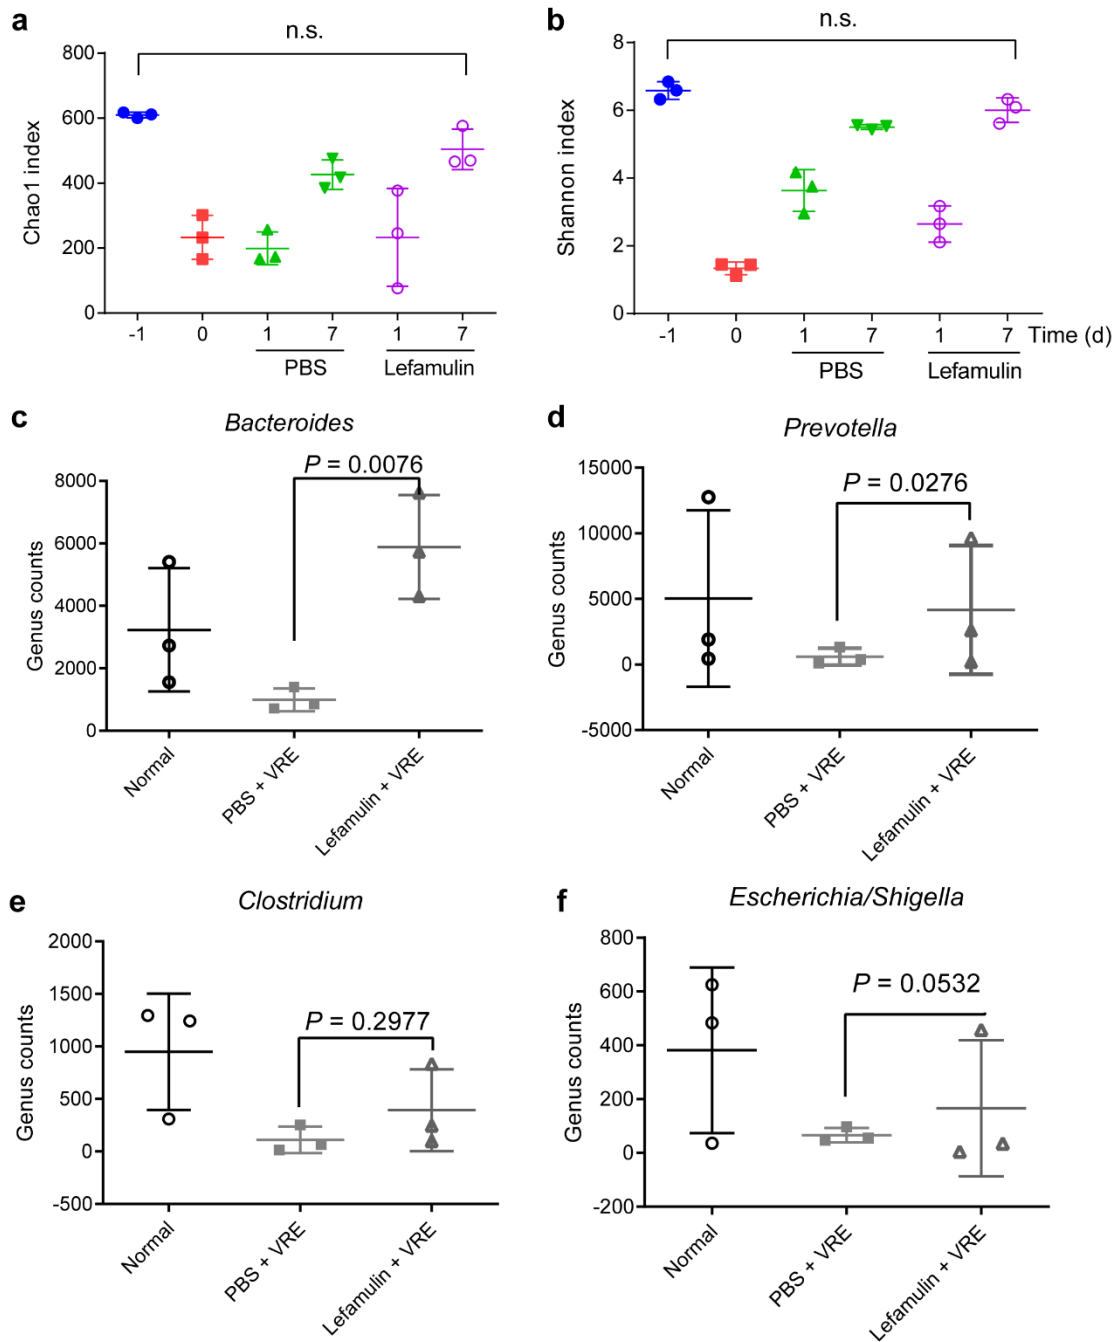 a
n.s.
800
600
400
200
0
Chao1 index
-1 0 1 7 1 7
PBS Lefamulin
b
n.s.
8
6
4
2
0
Shannon index
-1 0 1 7 1 7 Time (d)
PBS Lefamulin
c
Bacteroides
P = 0.0076
8000
6000
4000
2000
0
Genus counts
Normal
PBS + VRE
Lefamulin + VRE
d
Prevotella
P = 0.0276
15000
10000
5000
0
-5000
Genus counts
Normal
PBS + VRE
Lefamulin + VRE
e
Clostridium
P = 0.2977
2000
1500
1000
500
0
-500
Genus counts
Normal
PBS + VRE
Lefamulin + VRE
f
Escherichia/Shigella
P = 0.0532
800
600
400
200
0
-200
Genus counts
Normal
PBS + VRE
Lefamulin + VRE